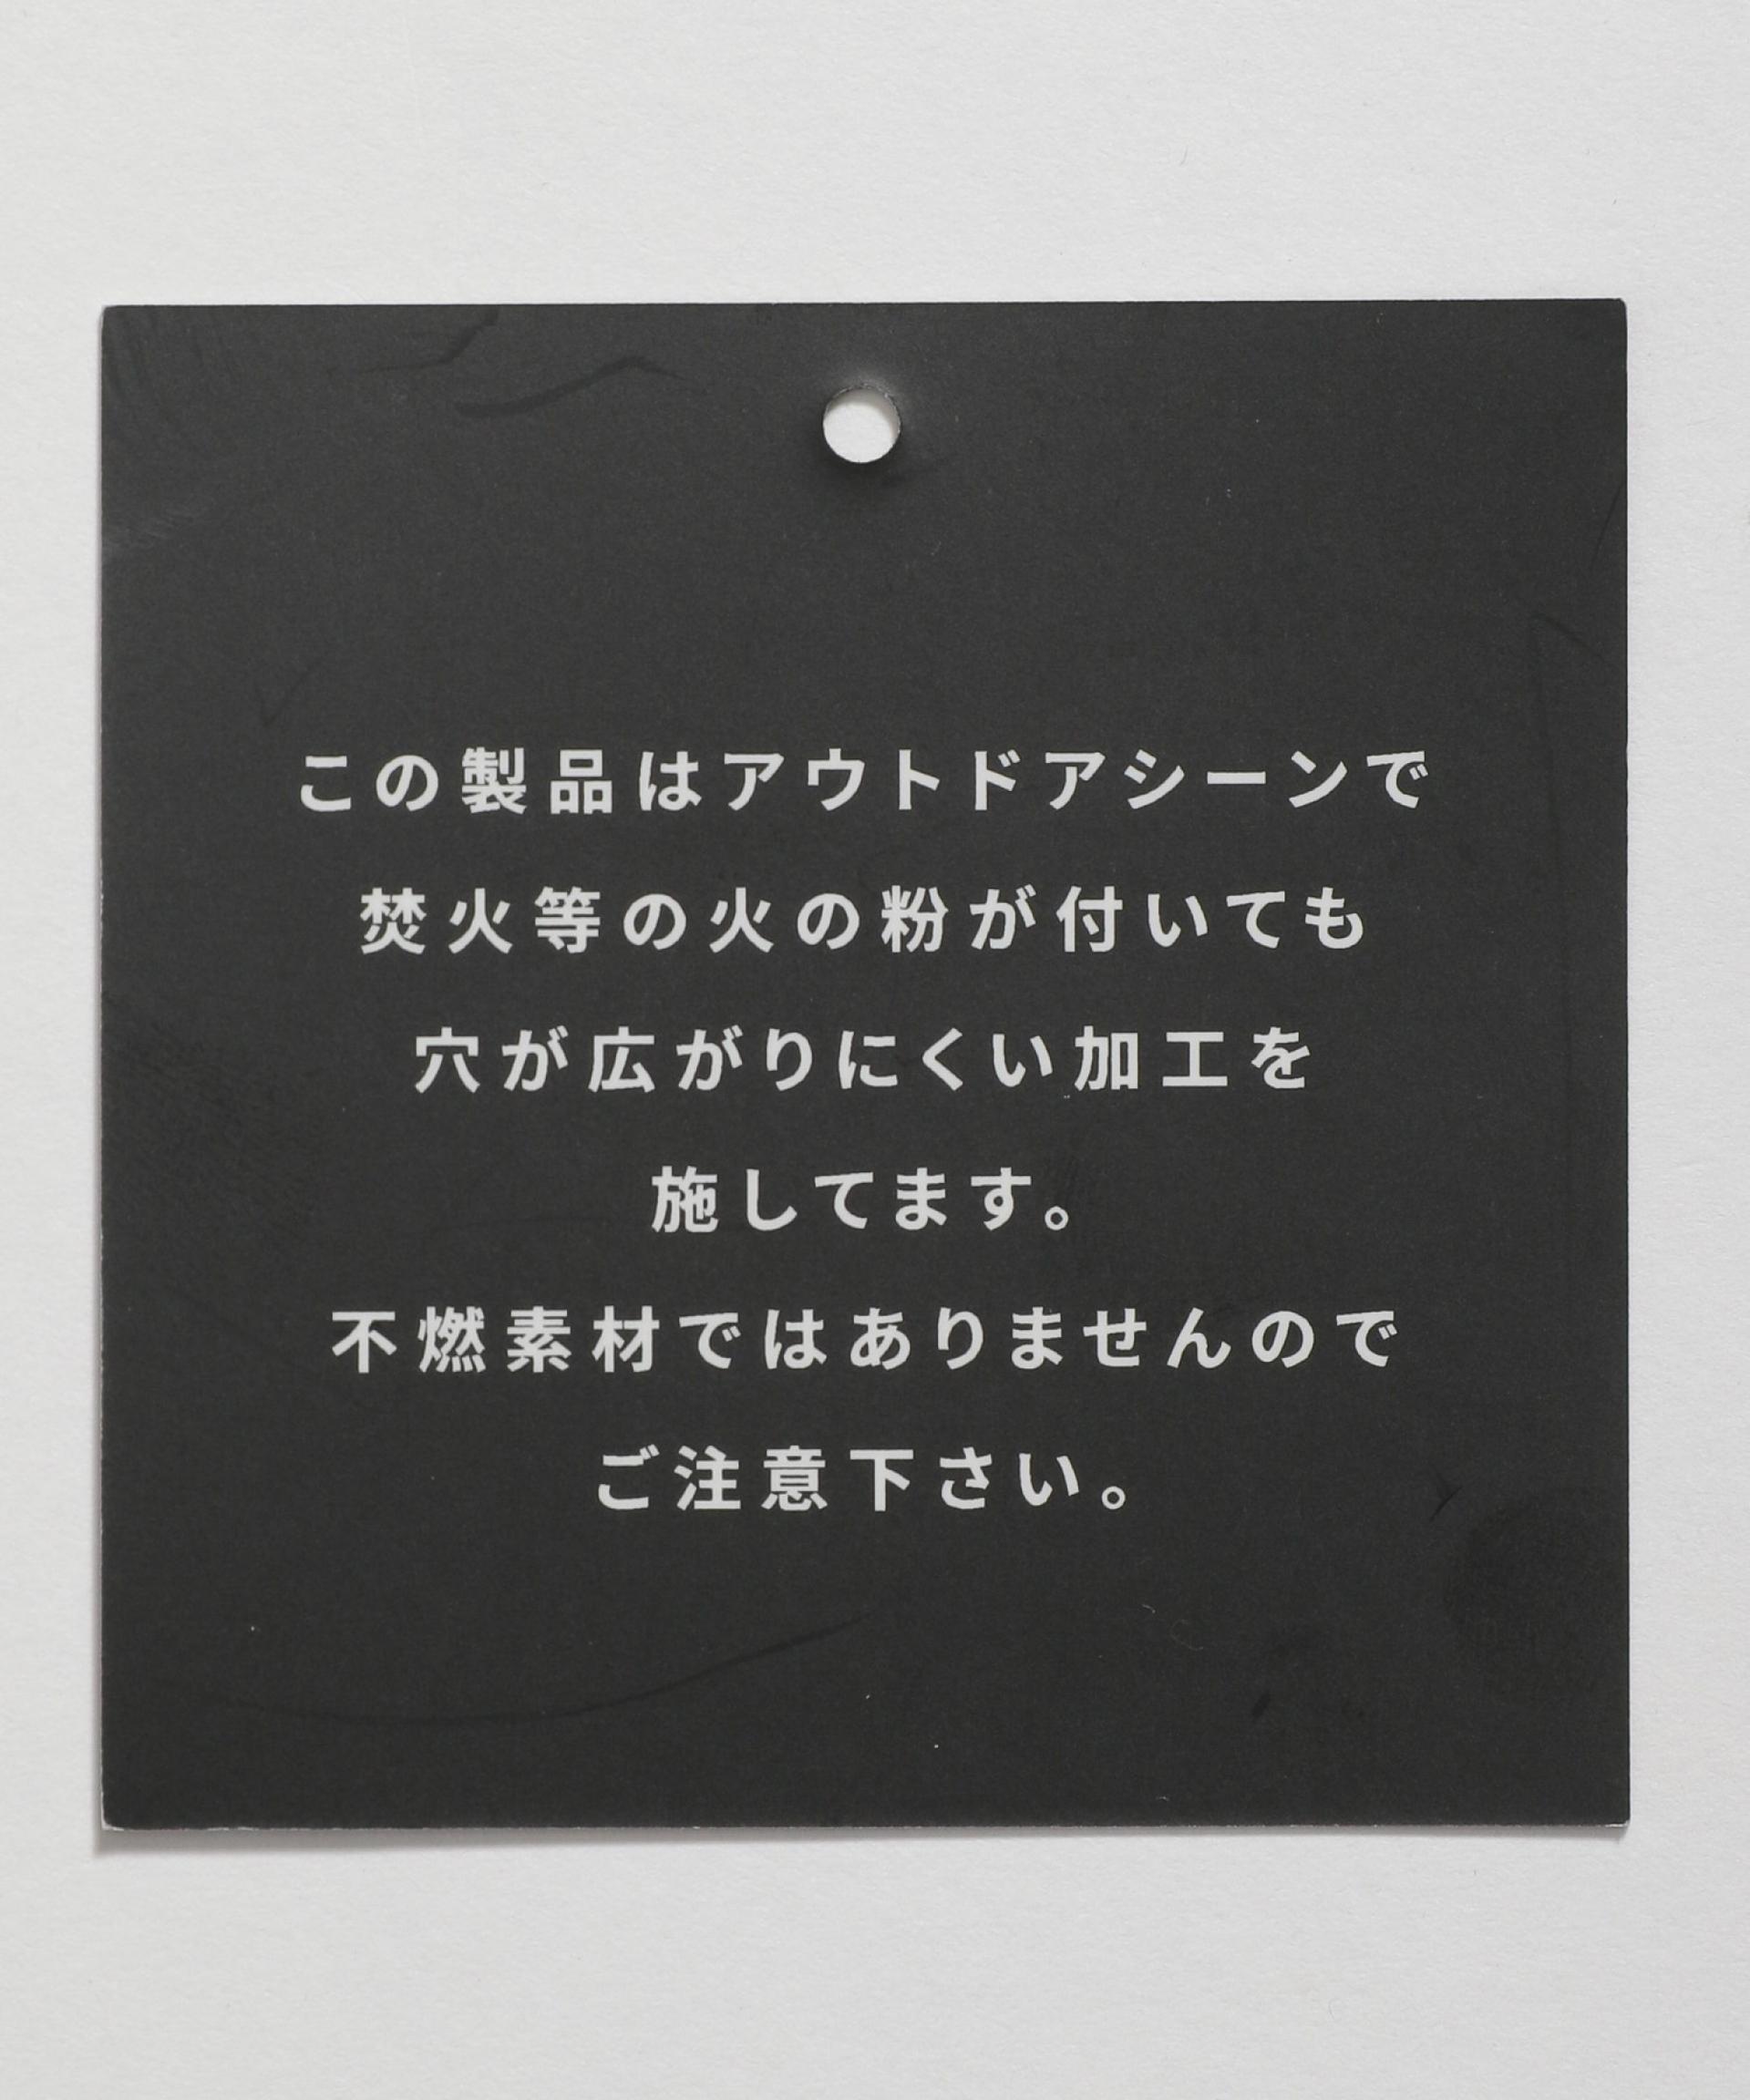 この製品はアウトドアシーンで
焚火等の火の粉が付いても
穴が広がりにくい加工を
施してます。
不燃素材ではありませんので
ご注意下さい。